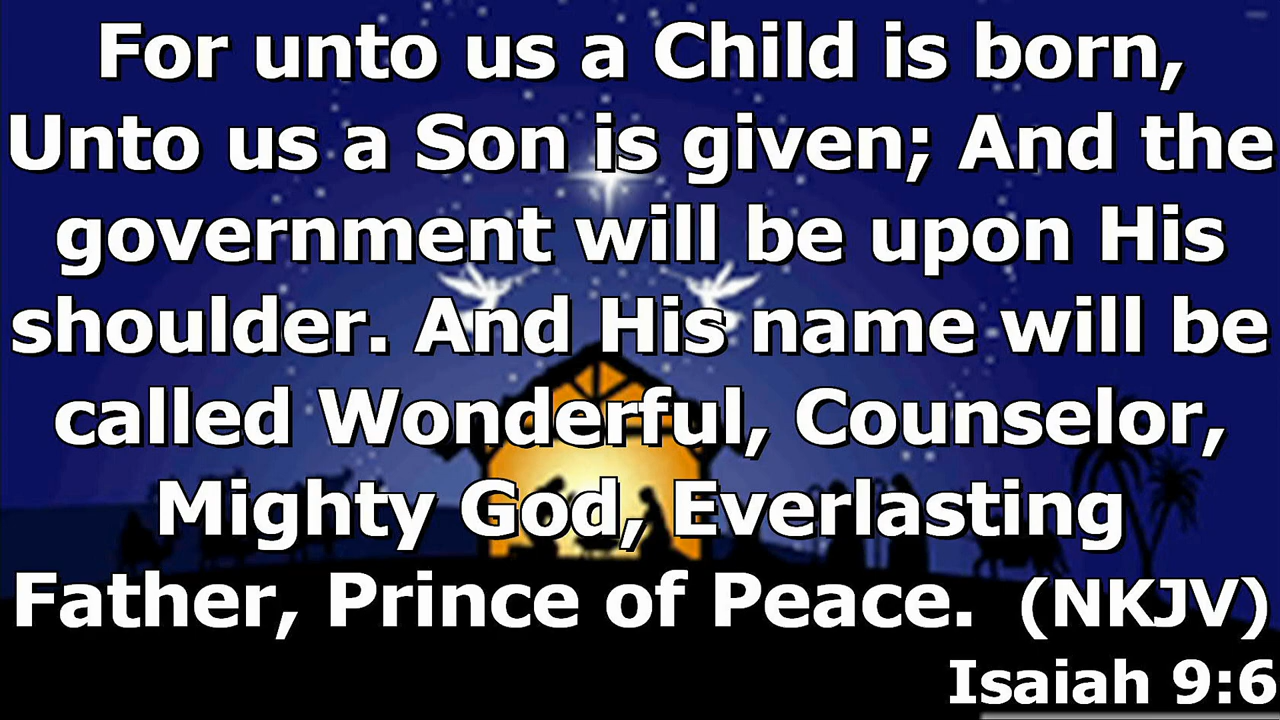 For unto us a Child is born,
Unto us a Son is given; And the
government will be upon His
shoulder. And His name will be
called Wonderful, Counselor,
Mighty God, Everlasting
Father, Prince of Peace. (NKJV)
Isaiah 9:6